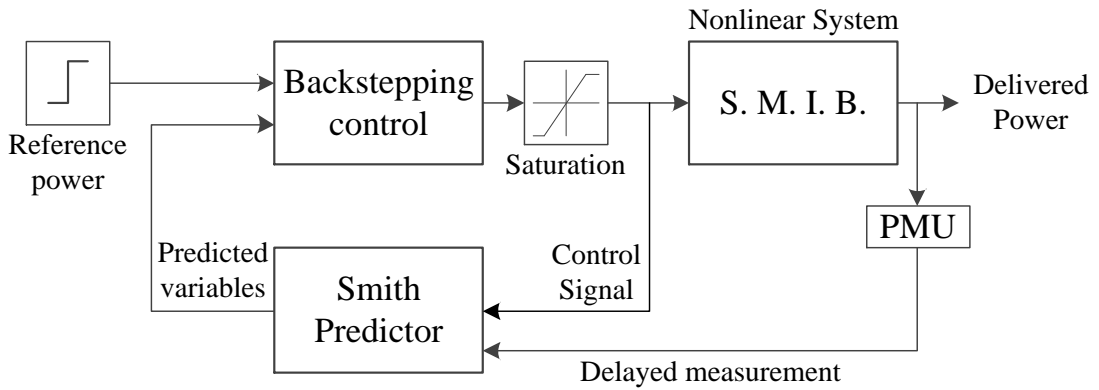 Nonlinear System
Backstepping
control
S. M. I. B.
Delivered
Power
Reference
power
Saturation
PMU
Predicted
variables
Smith
Predictor
Control
Signal
Delayed measurement